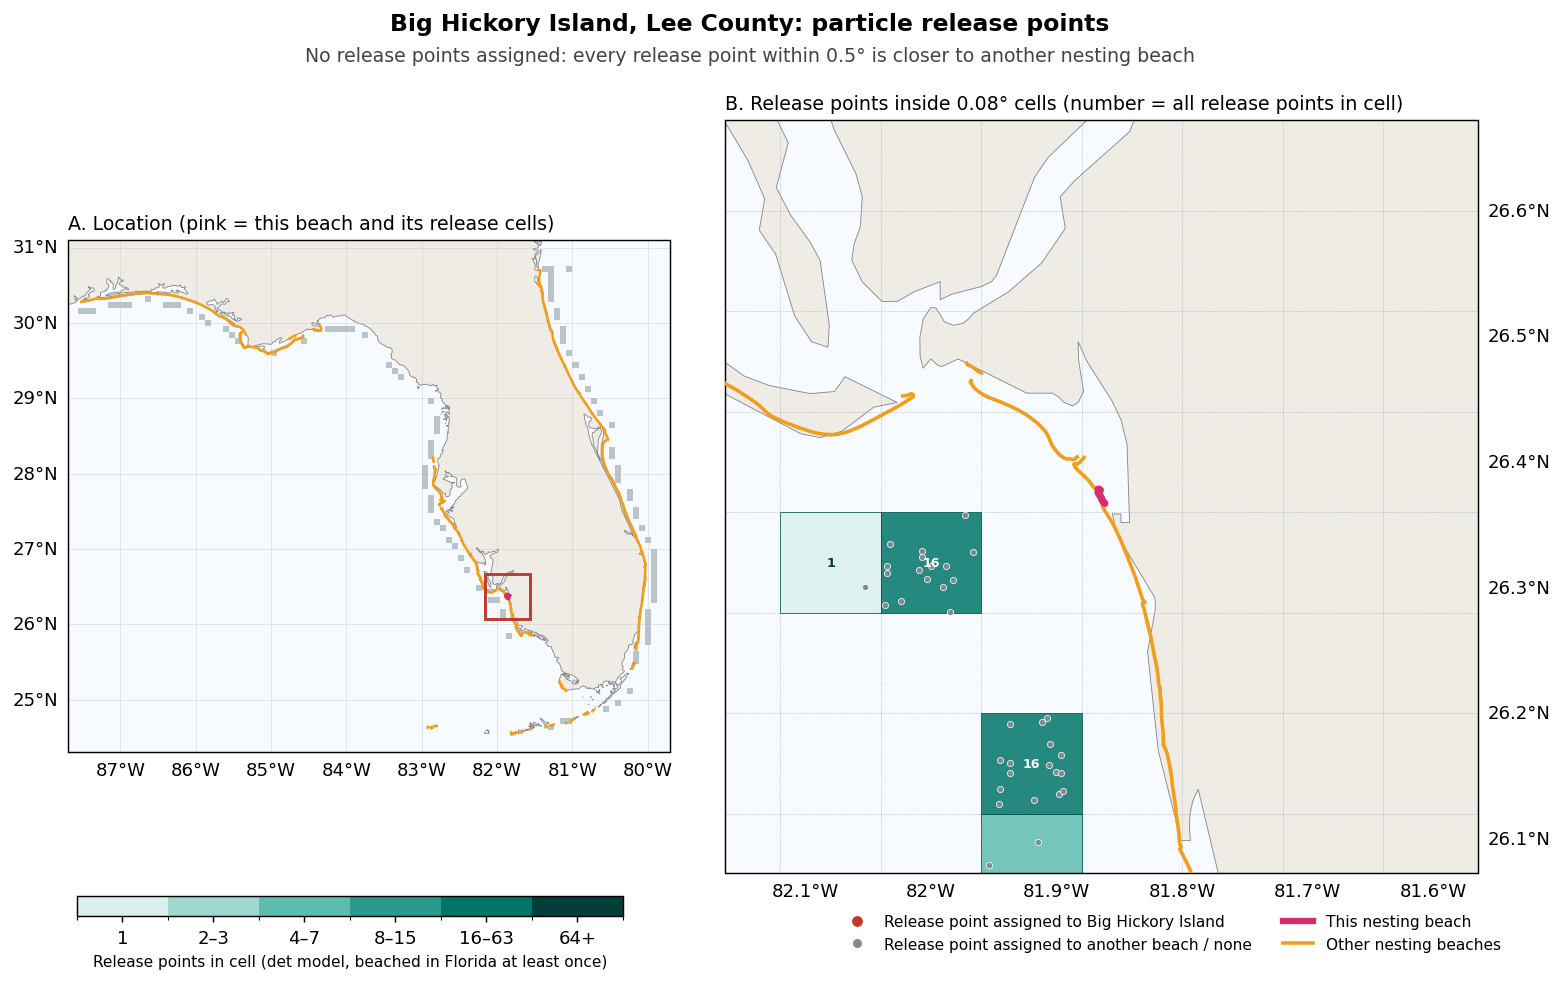 Big Hickory Island, Lee County: particle release points
No release points assigned: every release point within 0.5° is closer to another nesting beach
A. Location (pink = this beach and its release cells)
31°N
30°N
29°N
28°N
27°N
26°N
25°N
87°W 86°W 85°W 84°W 83°W 82°W 81°W 80°W
B. Release points inside 0.08° cells (number = all release points in cell)
26.6°N
26.5°N
26.4°N
26.3°N
26.2°N
26.1°N
1
16
16
82.1°W 82°W 81.9°W 81.8°W 81.7°W 81.6°W
1 2–3 4–7 8–15 16–63 64+
Release points in cell (det model, beached in Florida at least once)
Release point assigned to Big Hickory Island
Release point assigned to another beach / none
This nesting beach
Other nesting beaches